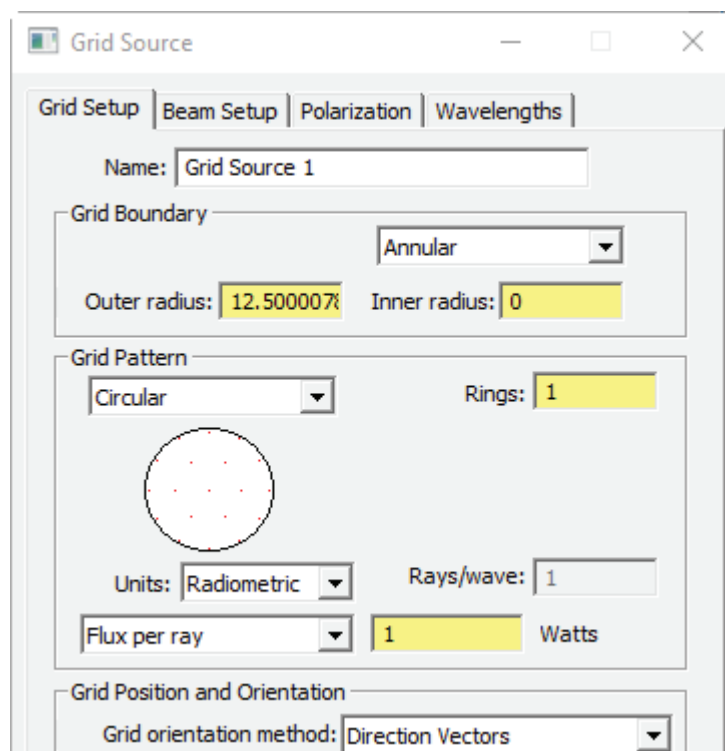 Grid Source
Grid Setup Beam Setup Polarization Wavelengths
Name: Grid Source 1
Grid Boundary
Annular
Outer radius: 12.5000078 Inner radius: 0
Grid Pattern
Circular Rings: 1
Units: Radiometric Rays/wave: 1
Flux per ray 1 Watts
Grid Position and Orientation
Grid orientation method: Direction Vectors